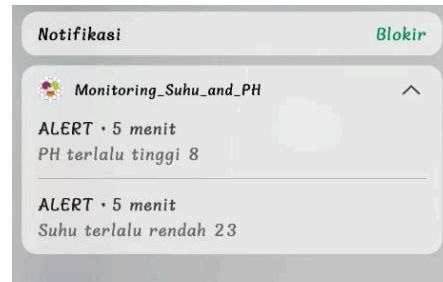 Notifikasi Blokir
Monitoring_Suhu_and_PH
ALERT • 5 menit
PH terlalu tinggi 8
ALERT • 5 menit
Suhu terlalu rendah 23